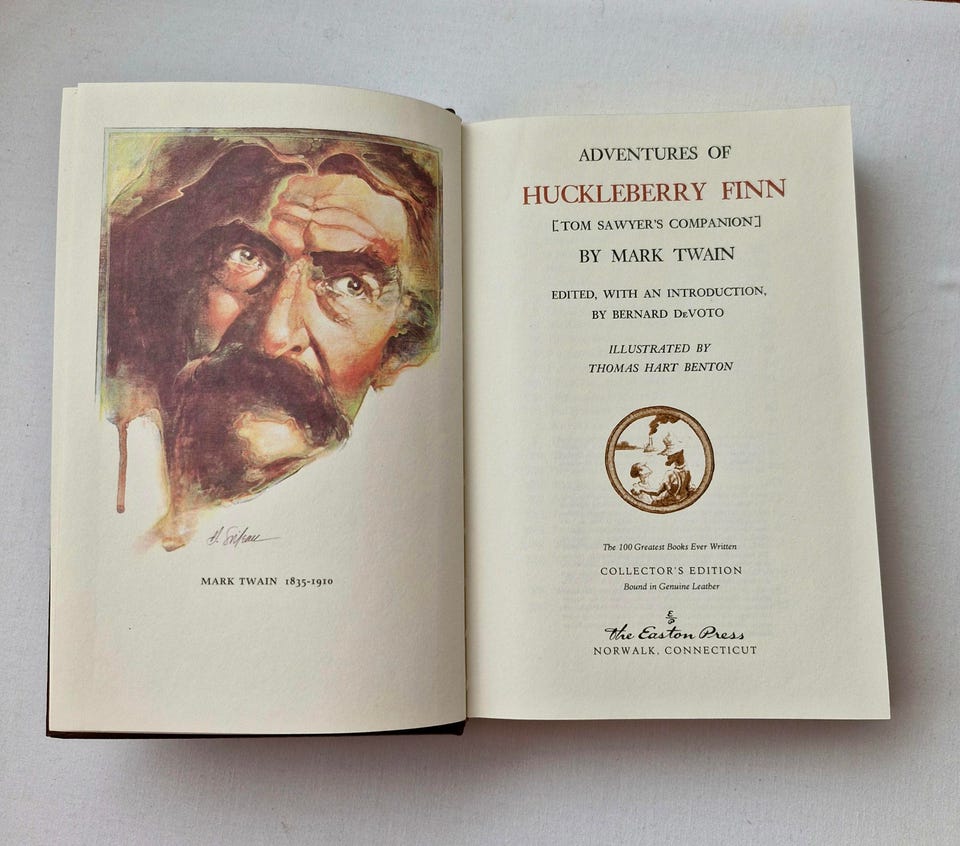 MARK TWAIN 1835-1910
ADVENTURES OF
HUCKLEBERRY FINN
[TOM SAWYER'S COMPANION]
BY MARK TWAIN
EDITED, WITH AN INTRODUCTION,
BY BERNARD DeVOTO
ILLUSTRATED BY
THOMAS HART BENTON
The 100 Greatest Books Ever Written
COLLECTOR'S EDITION
Bound in Genuine Leather
E
P
The Easton Press
NORWALK, CONNECTICUT